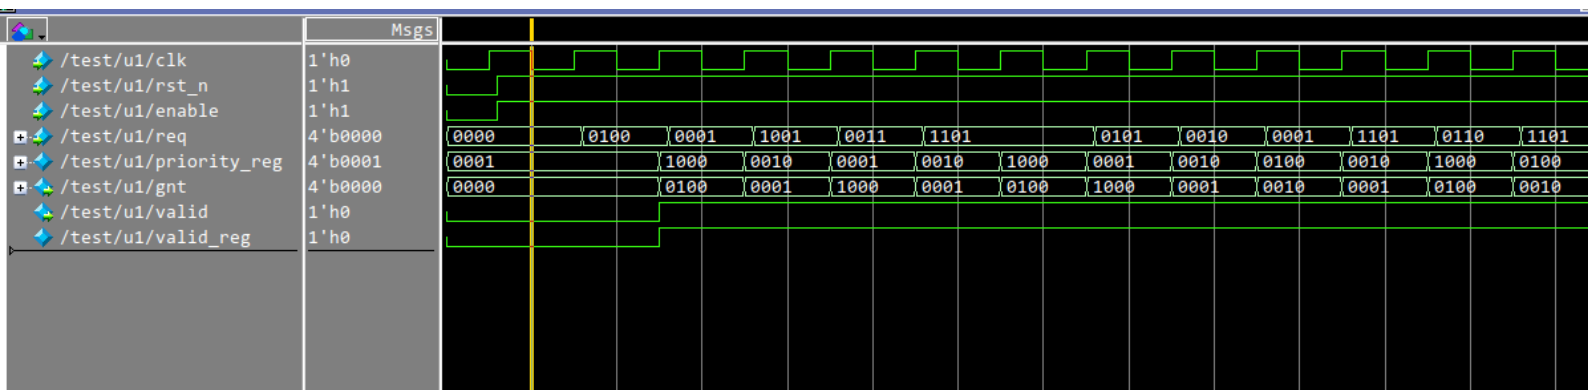 Msgs
/test/u1/clk 1'h0
/test/u1/rst_n 1'h1
/test/u1/enable 1'h1
/test/u1/req 4'b0000 0000 0100 0001 1001 0011 1101 0101 0010 0001 1101 0110 1101
/test/u1/priority_reg 4'b0001 0001 1000 0010 0001 0010 1000 0001 0010 0100 0010 1000 0100
/test/u1/gnt 4'b0000 0000 0100 0001 1000 0001 0100 1000 0001 0010 0001 0100 0010
/test/u1/valid 1'h0
/test/u1/valid_reg 1'h0